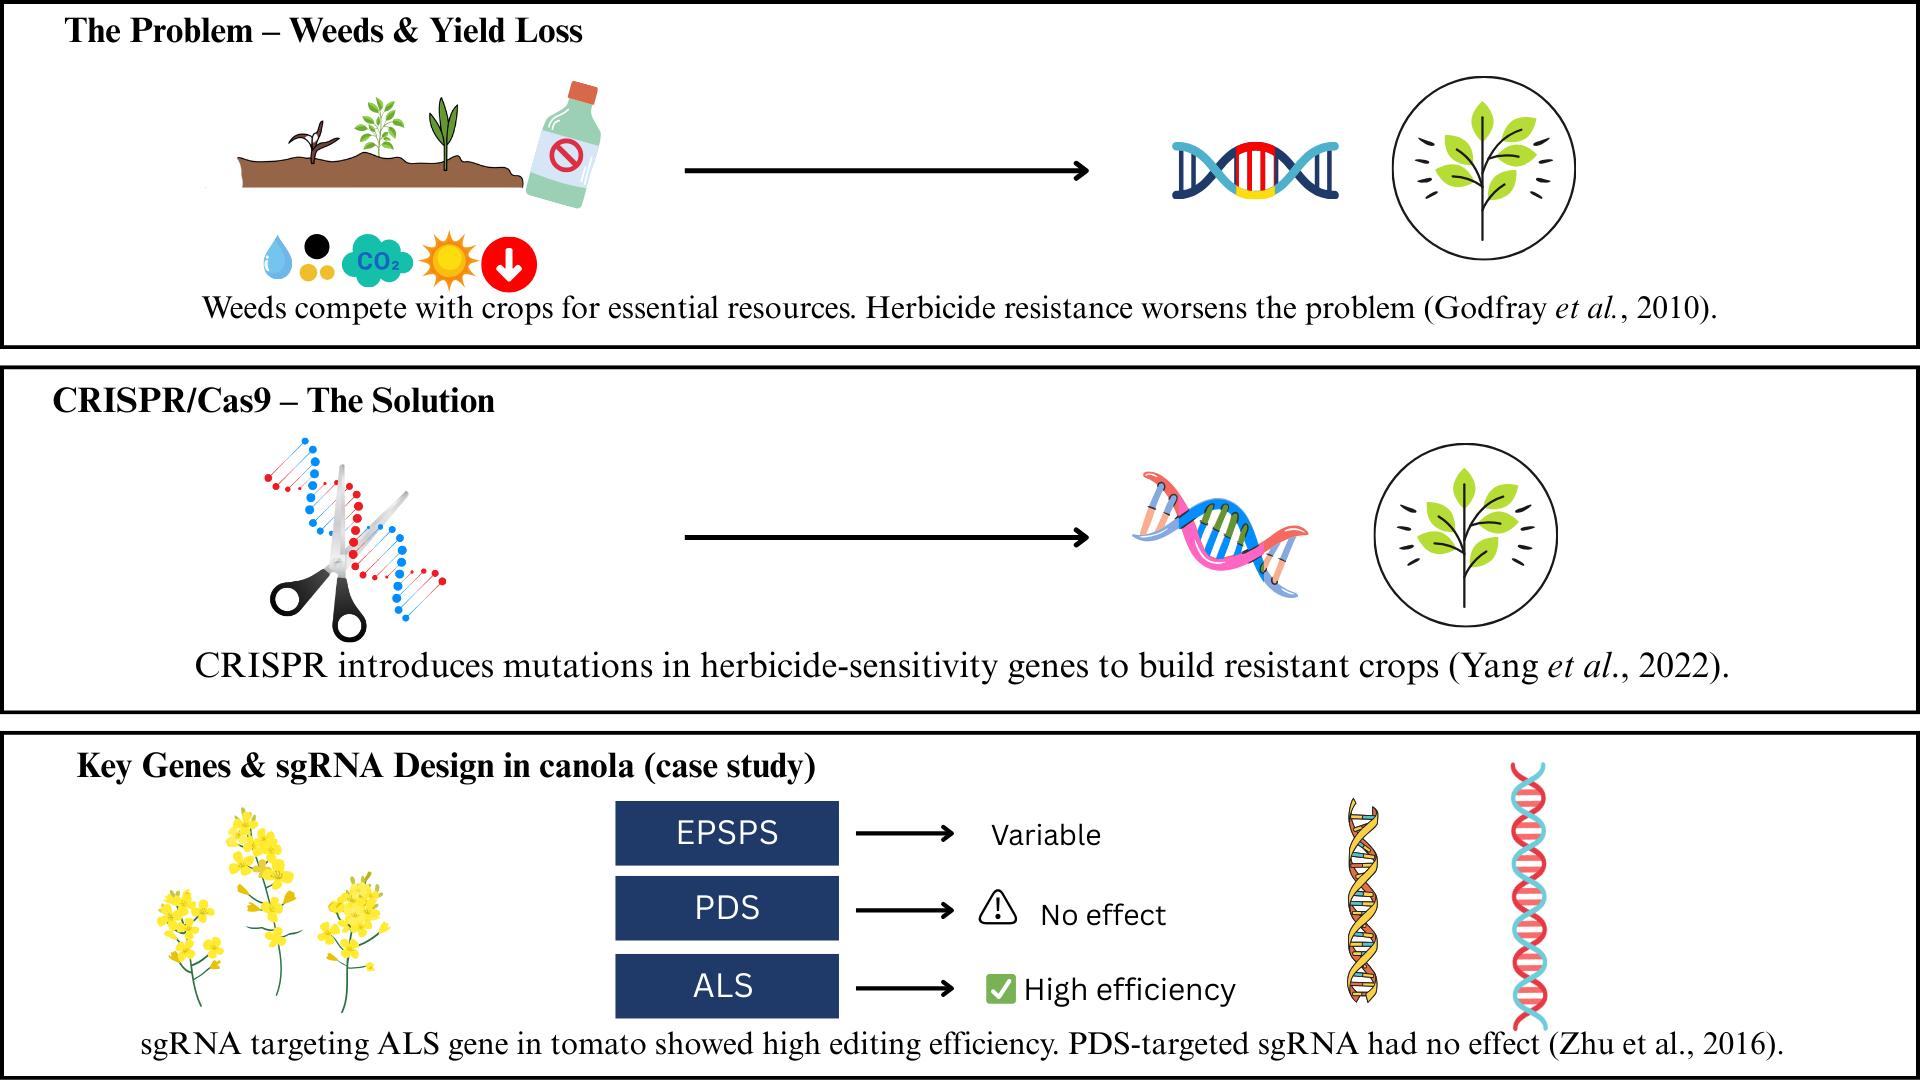 The Problem – Weeds & Yield Loss
CO₂
Weeds compete with crops for essential resources. Herbicide resistance worsens the problem (Godfray et al., 2010).
CRISPR/Cas9 – The Solution
CRISPR introduces mutations in herbicide-sensitivity genes to build resistant crops (Yang et al., 2022).
Key Genes & sgRNA Design in canola (case study)
EPSPS
Variable
PDS
No effect
ALS
High efficiency
sgRNA targeting ALS gene in tomato showed high editing efficiency. PDS-targeted sgRNA had no effect (Zhu et al., 2016).